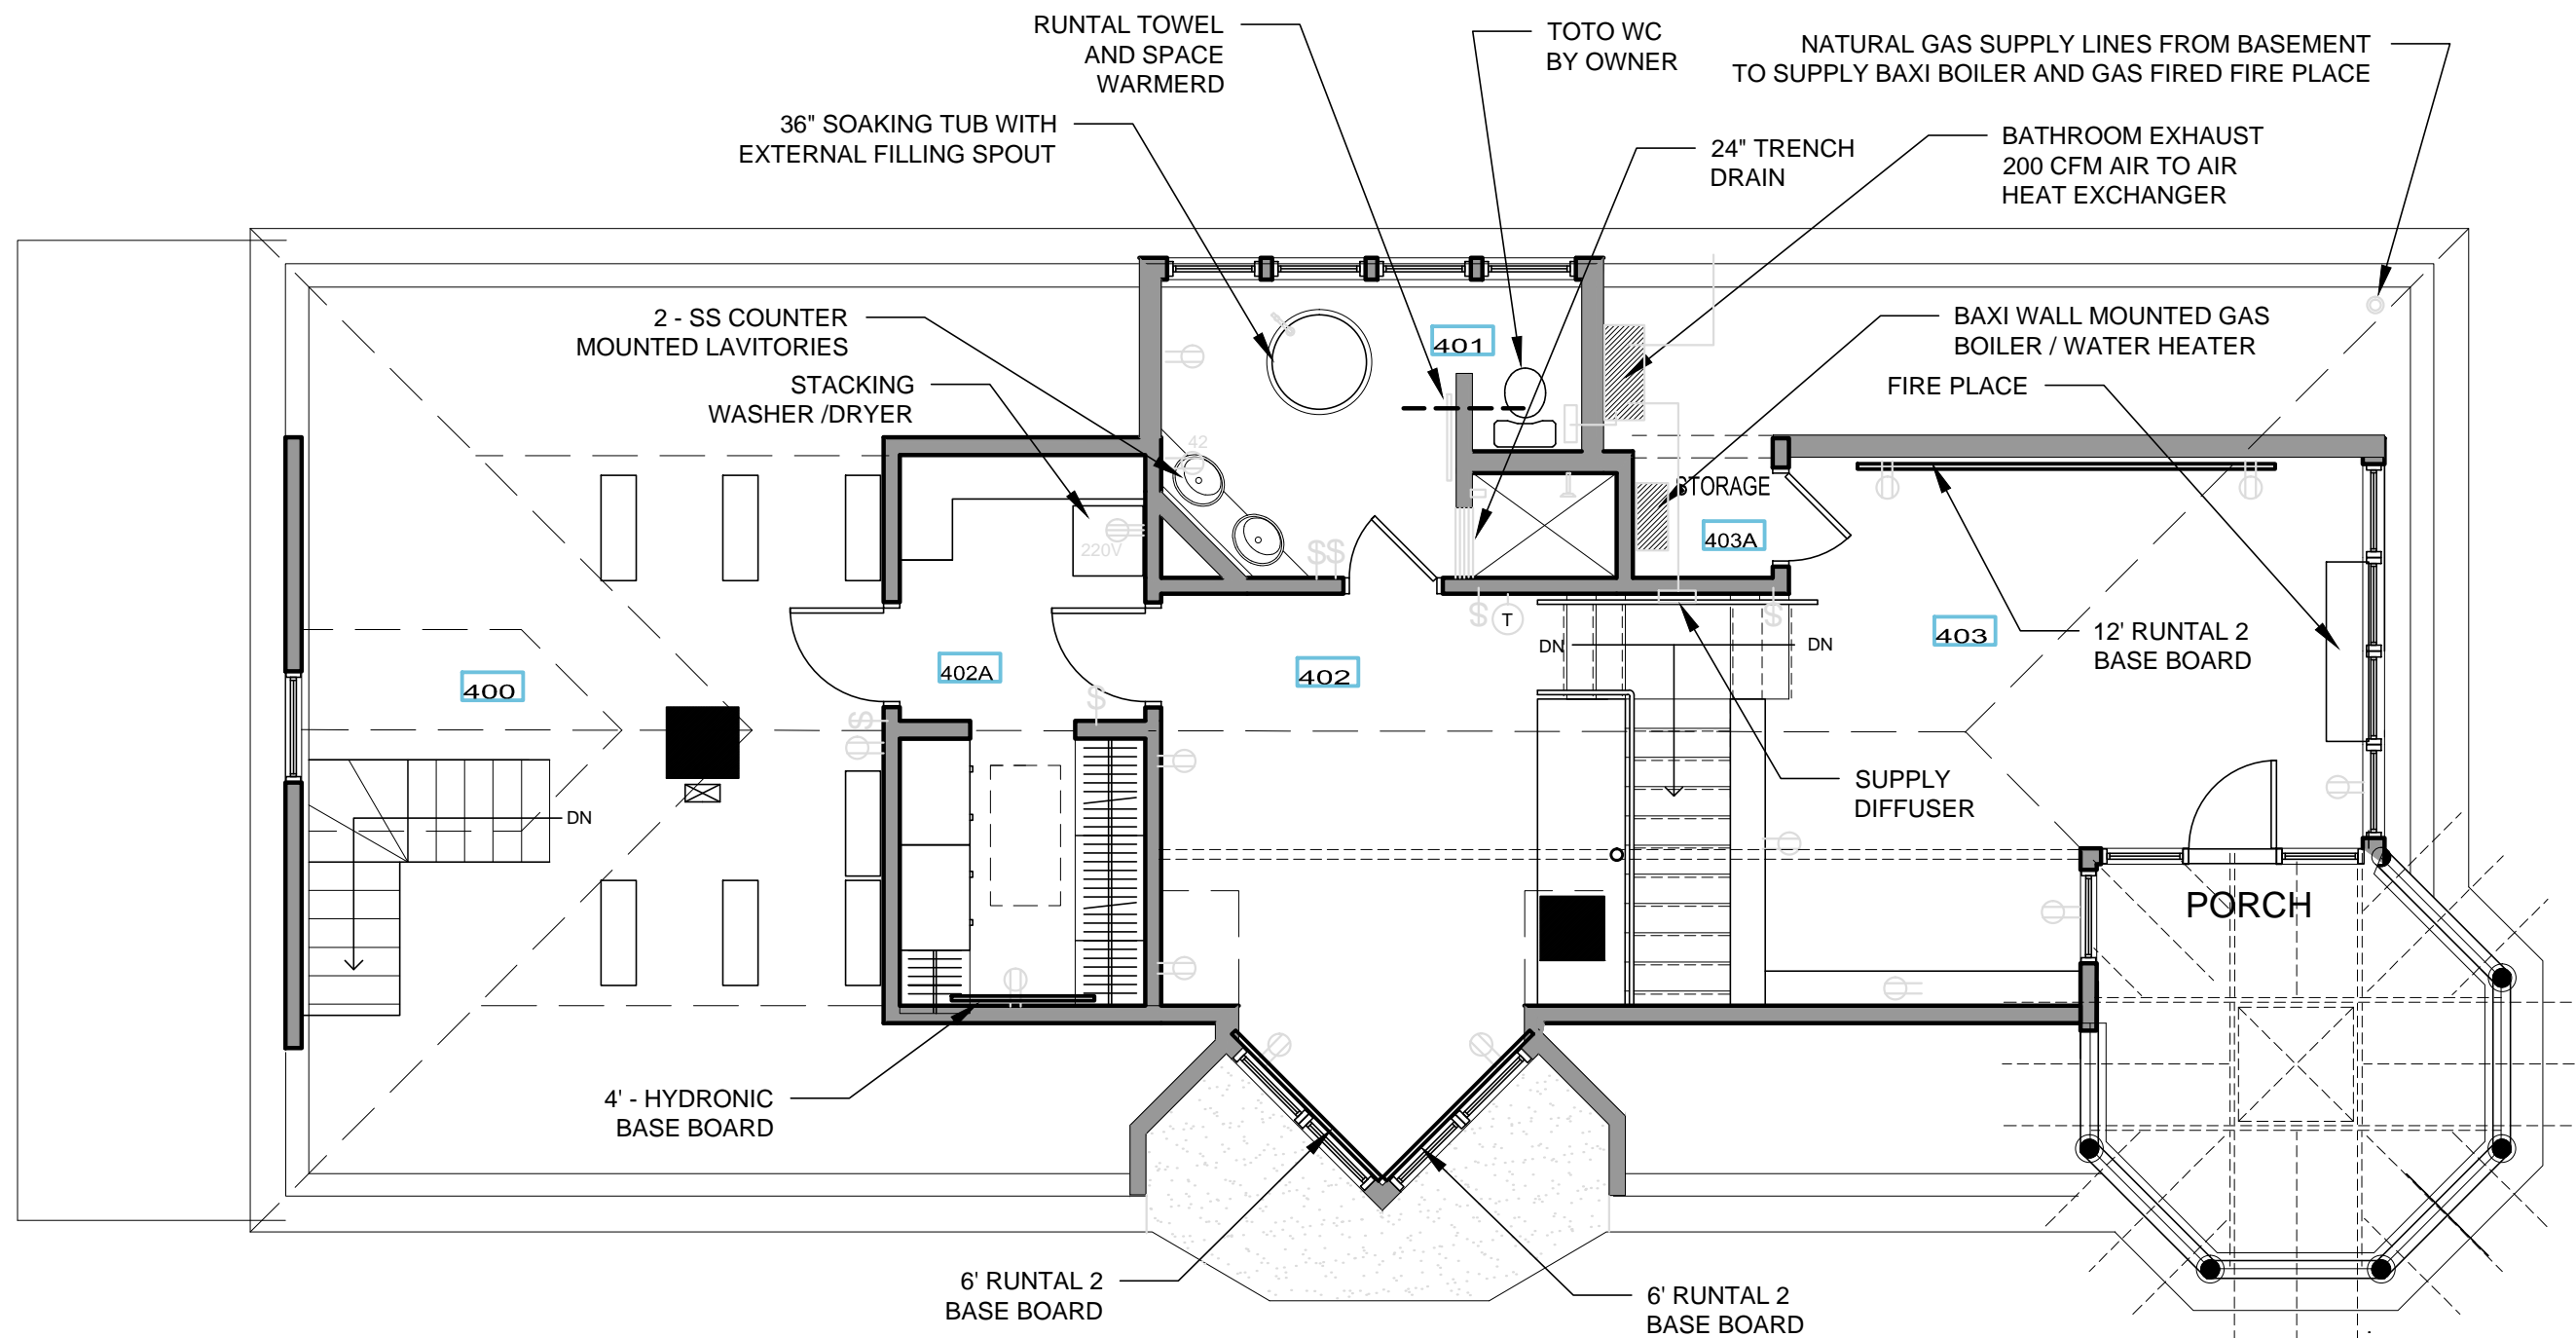 RUNTAL TOWEL
AND SPACE
WARMERD
TOTO WC
BY OWNER
NATURAL GAS SUPPLY LINES FROM BASEMENT
TO SUPPLY BAXI BOILER AND GAS FIRED FIRE PLACE
36" SOAKING TUB WITH
EXTERNAL FILLING SPOUT
24" TRENCH
DRAIN
BATHROOM EXHAUST
200 CFM AIR TO AIR
HEAT EXCHANGER
2 - SS COUNTER
MOUNTED LAVITORIES
STACKING
WASHER /DRYER
401
BAXI WALL MOUNTED GAS
BOILER / WATER HEATER
FIRE PLACE
42
STORAGE
403A
220V
$$
$
$
T
403
12' RUNTAL 2
BASE BOARD
DN
DN
400
402A
402
$
$
DN
SUPPLY
DIFFUSER
PORCH
4' - HYDRONIC
BASE BOARD
6' RUNTAL 2
BASE BOARD
6' RUNTAL 2
BASE BOARD